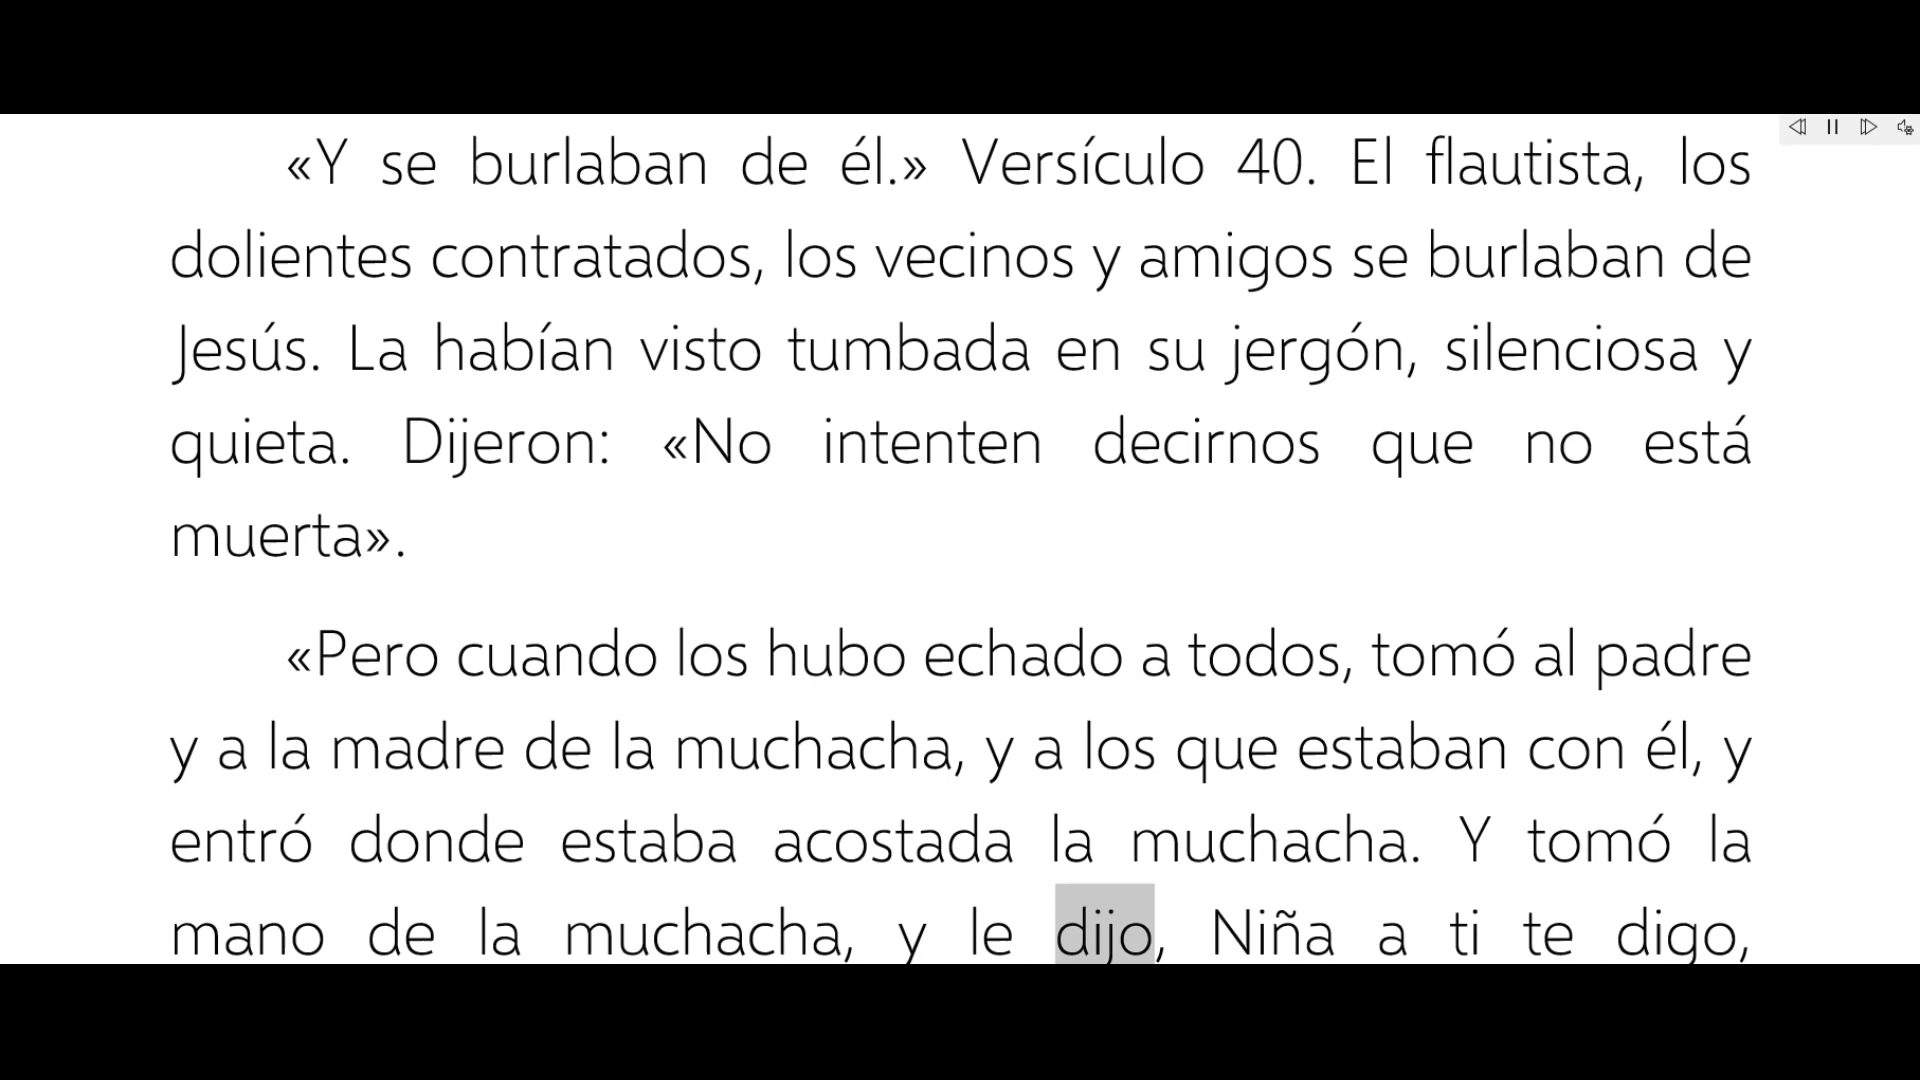 «Y se burlaban de él.» Versículo 40. El flautista, los
dolientes contratados, los vecinos y amigos se burlaban de
Jesús. La habían visto tumbada en su jergón, silenciosa y
quieta. Dijeron: «No intenten decirnos que no está
muerta».
«Pero cuando los hubo echado a todos, tomó al padre
y a la madre de la muchacha, y a los que estaban con él, y
entró donde estaba acostada la muchacha. Y tomó la
mano de la muchacha, y le dijo, Niña a ti te digo,